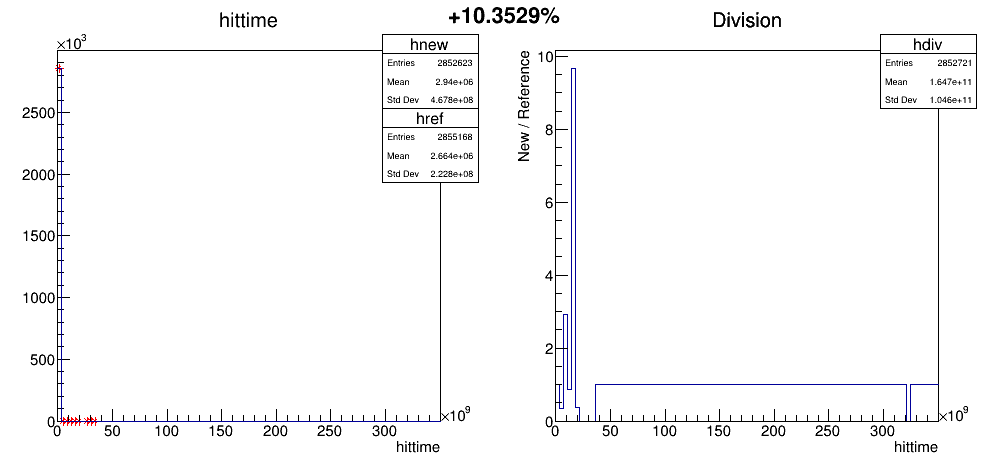 +10.3529%
hittime
×10³
hnew
Entries 2852623
Mean 2.94e+06
Std Dev 4.678e+08
href
Entries 2855168
Mean 2.664e+06
Std Dev 2.228e+08
2500
2000
1500
1000
500
0
0 50 100 150 200 250 300
×10⁹
hittime
Division
hdiv
Entries 2852721
Mean 1.647e+11
Std Dev 1.046e+11
New / Reference
10
8
6
4
2
0
0 50 100 150 200 250 300
×10⁹
hittime